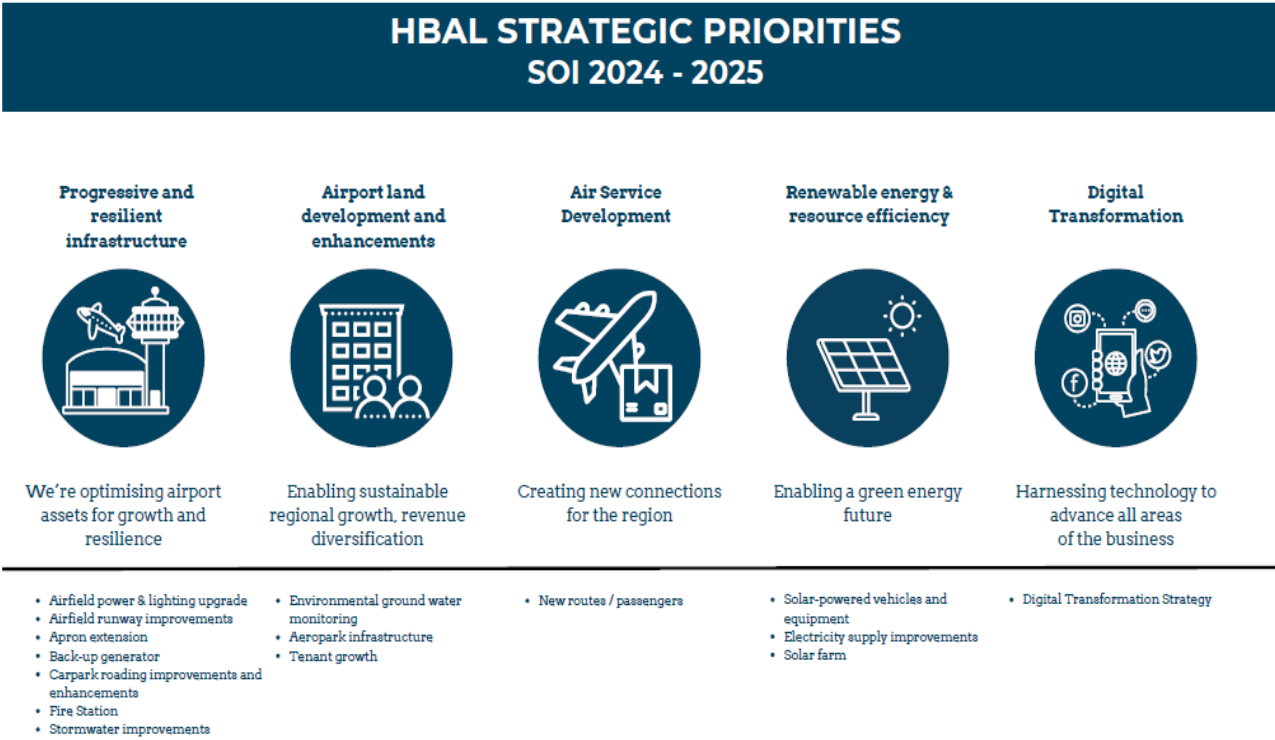 HBAL STRATEGIC PRIORITIES
SOI 2024 - 2025
Progressive and
resilient
infrastructure
We're optimising airport
assets for growth and
resilience
• Airfield power & lighting upgrade
• Airfield runway improvements
• Apron extension
• Back-up generator
• Carpark roading improvements and
enhancements
• Fire Station
• Stormwater improvements
Airport land
development and
enhancements
Enabling sustainable
regional growth, revenue
diversification
• Environmental ground water
monitoring
• Aeropark infrastructure
• Tenant growth
Air Service
Development
Creating new connections
for the region
• New routes / passengers
Renewable energy &
resource efficiency
Enabling a green energy
future
• Solar-powered vehicles and
equipment
• Electricity supply improvements
• Solar farm
Digital
Transformation
Harnessing technology to
advance all areas
of the business
• Digital Transformation Strategy